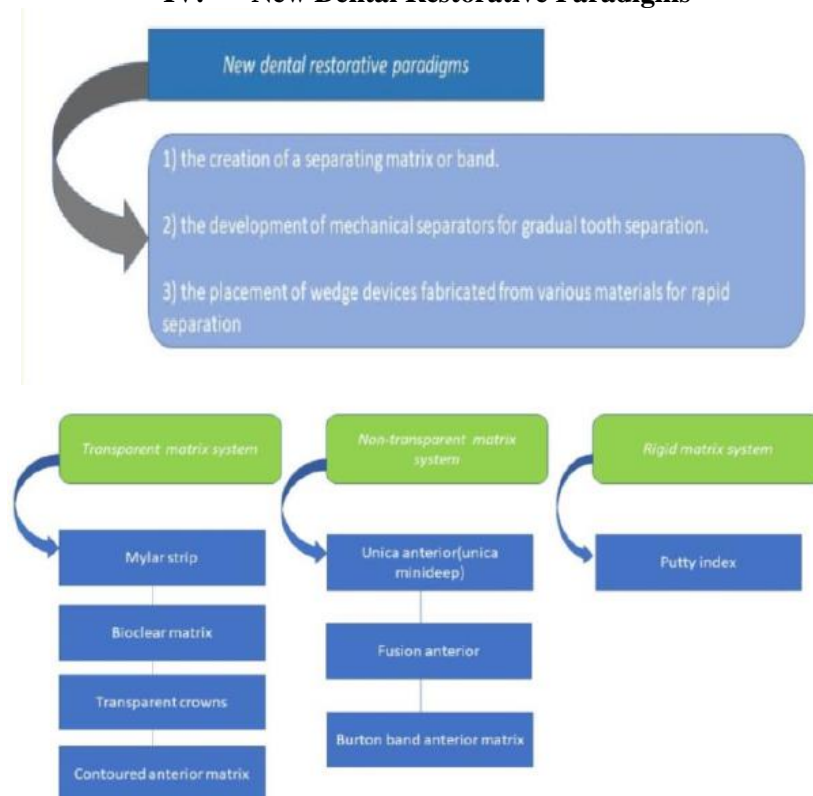 IV. New Dental Restorative Paradigms
New dental restorative paradigms
1) the creation of a separating matrix or band.
2) the development of mechanical separators for gradual tooth separation.
3) the placement of wedge devices fabricated from various materials for rapid
separation
Transparent matrix system
Mylar strip
Bioclear matrix
Transparent crowns
Contoured anterior matrix
Non-transparent matrix
system
Unica anterior(unica
minideep)
Fusion anterior
Burton band anterior matrix
Rigid matrix system
Putty index